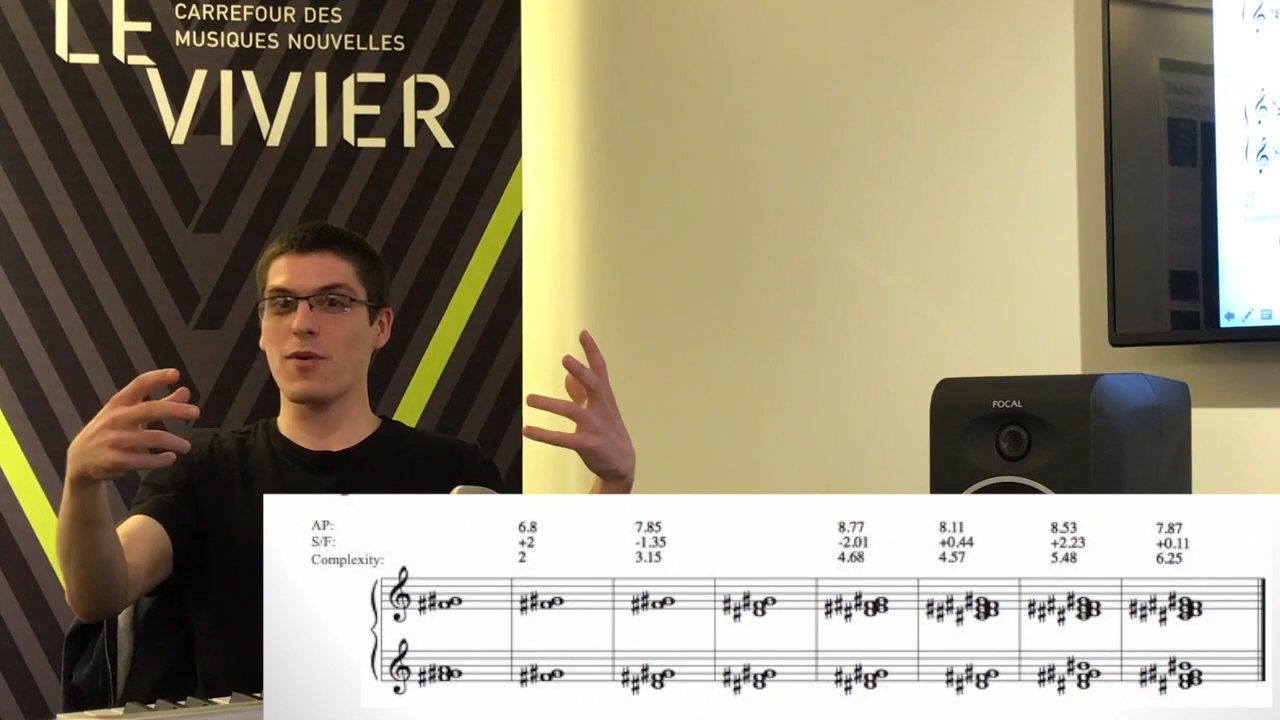 LE
CARREFOUR DES
MUSIQUES NOUVELLES
VIVIER
FOCAL
AP: 6.8 7.85 8.77 8.11 8.53 7.87
S/F: +2 -1.35 -2.01 +0.44 +2.23 +0.11
Complexity: 2 3.15 4.68 4.57 5.48 6.25